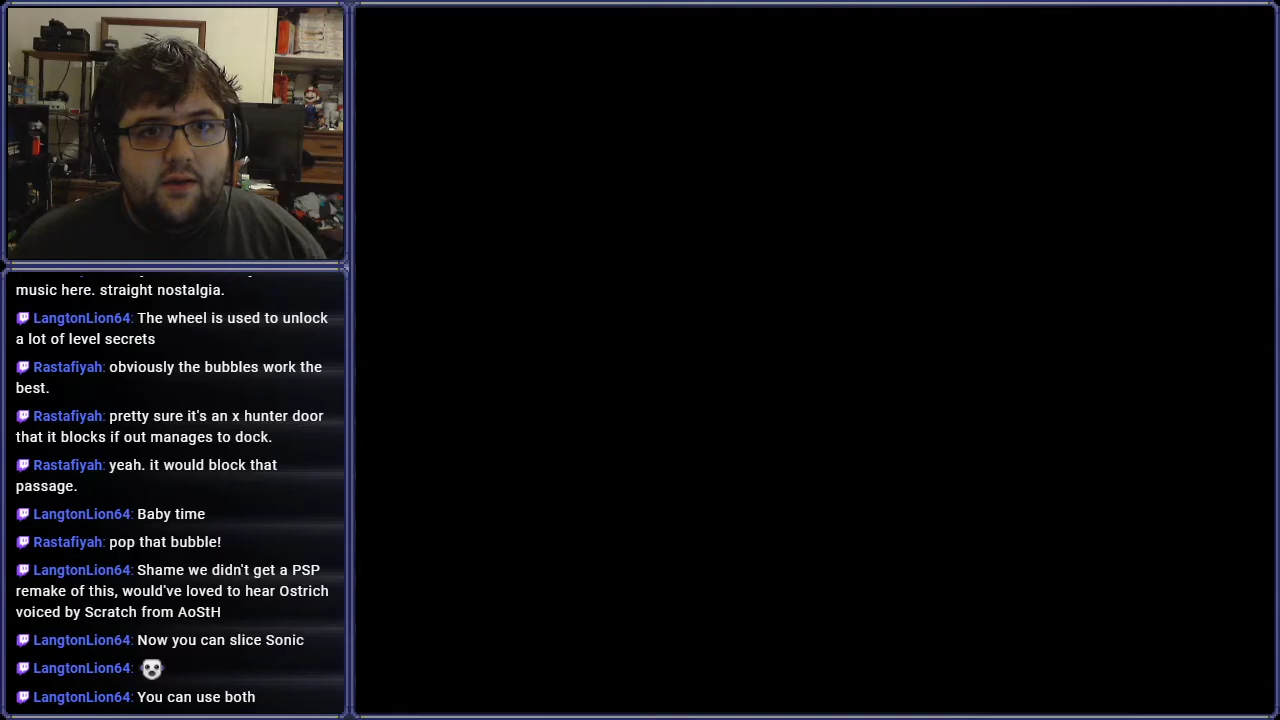 music here. straight nostalgia.
LangtonLion64: The wheel is used to unlock
a lot of level secrets
Rastafiyah: obviously the bubbles work the
best.
Rastafiyah: pretty sure it's an x hunter door
that it blocks if out manages to dock.
Rastafiyah: yeah. it would block that
passage.
LangtonLion64: Baby time
Rastafiyah: pop that bubble!
LangtonLion64: Shame we didn't get a PSP
remake of this, would've loved to hear Ostrich
voiced by Scratch from AoStH
LangtonLion64: Now you can slice Sonic
LangtonLion64:
LangtonLion64: You can use both